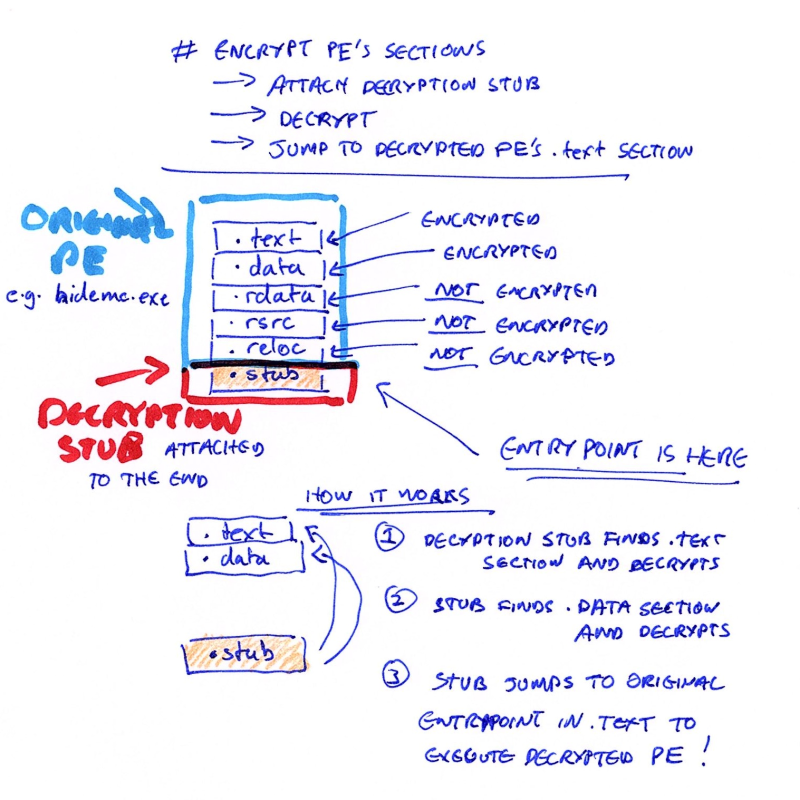 # ENCRYPT PE'S SECTIONS
→ ATTACH DECRYPTION STUB
→ DECRYPT
→ JUMP TO DECRYPTED PE'S .text SECTION
ORIGINAL
PE
e.g. hideme.exe
.text
.data
.rdata
.rsrc
.reloc
.stub
ENCRYPTED
ENCRYPTED
NOT ENCRYPTED
NOT ENCRYPTED
NOT ENCRYPTED
DECRYPTION
STUB ATTACHED
TO THE END
ENTRY POINT IS HERE
HOW IT WORKS
.text
.data
.stub
① DECYPTION STUB FINDS .TEXT
SECTION AND DECRYPTS
② STUB FINDS .DATA SECTION
AND DECRYPTS
③ STUB JUMPS TO ORIGINAL
ENTRYPOINT IN .TEXT TO
EXECUTE DECRYPTED PE !